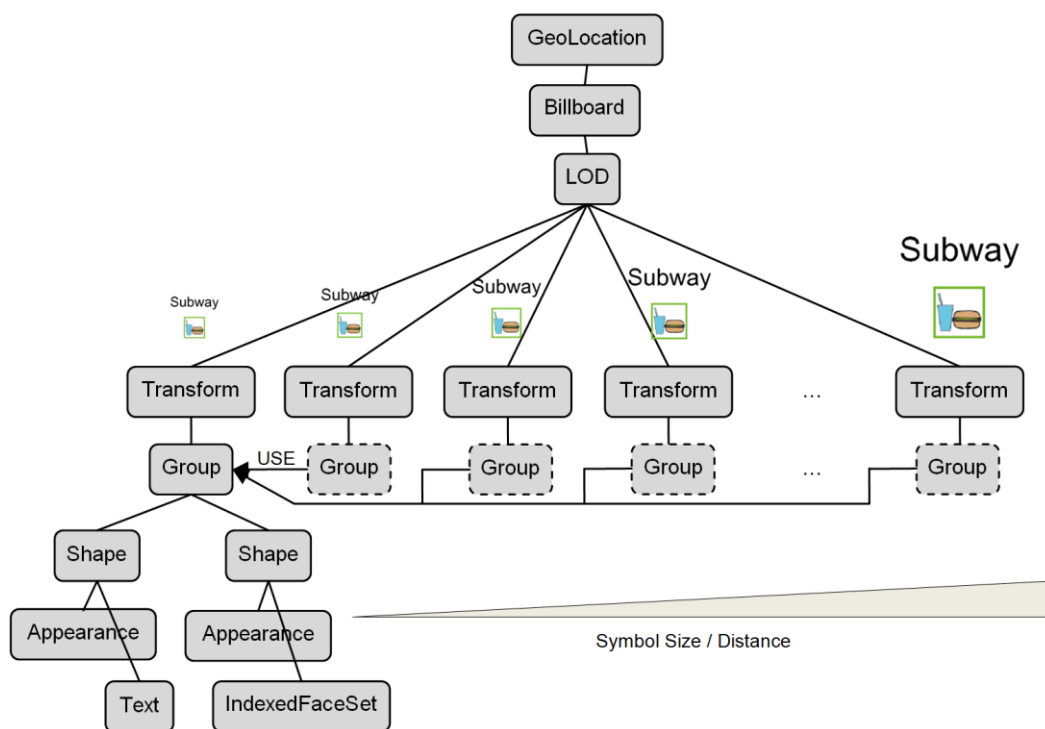 GeoLocation
Billboard
LOD
Subway
Subway
Subway
Subway
Subway
Transform
Transform
Transform
Transform
...
Transform
Group
USE
Group
Group
Group
...
Group
Shape
Shape
Appearance
Appearance
Symbol Size / Distance
Text
IndexedFaceSet